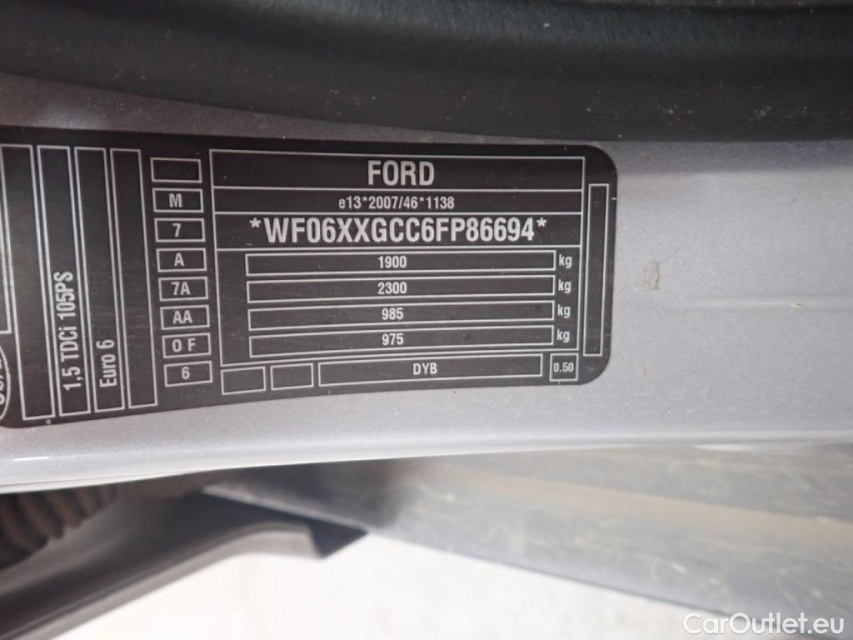 FORD
e13*2007/46*1138
*WF06XXGCC6FP86694*
1900 kg
2300 kg
985 kg
975 kg
DYB
0.50
M
7
A
7A
AA
0 F
6
1,5 TDCi 105PS
Euro 6
CarOutlet.eu